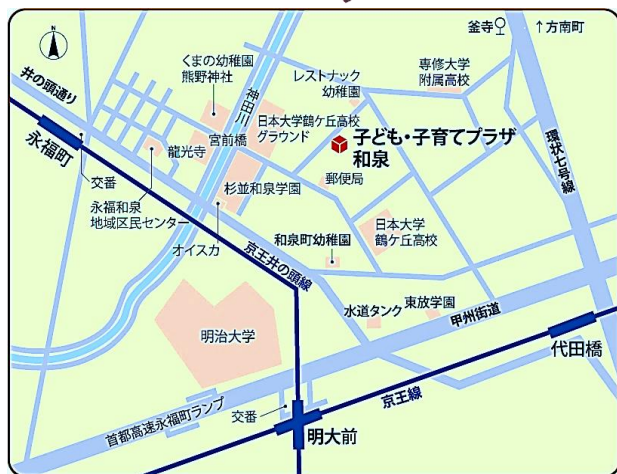 N
釜寺
↑方南町
井の頭通り
くまの幼稚園
熊野神社
神田川
レストナック
幼稚園
専修大学
附属高校
日本大学鶴ケ丘高校
グラウンド
子ども・子育てプラザ
和泉
環状七号線
永福町
交番
龍光寺
宮前橋
郵便局
永福和泉
地域区民センター
杉並和泉学園
オイスカ
日本大学
鶴ケ丘高校
和泉町幼稚園
京王井の頭線
水道タンク
東放学園
甲州街道
明治大学
代田橋
京王線
交番
首都高速永福町ランプ
明大前